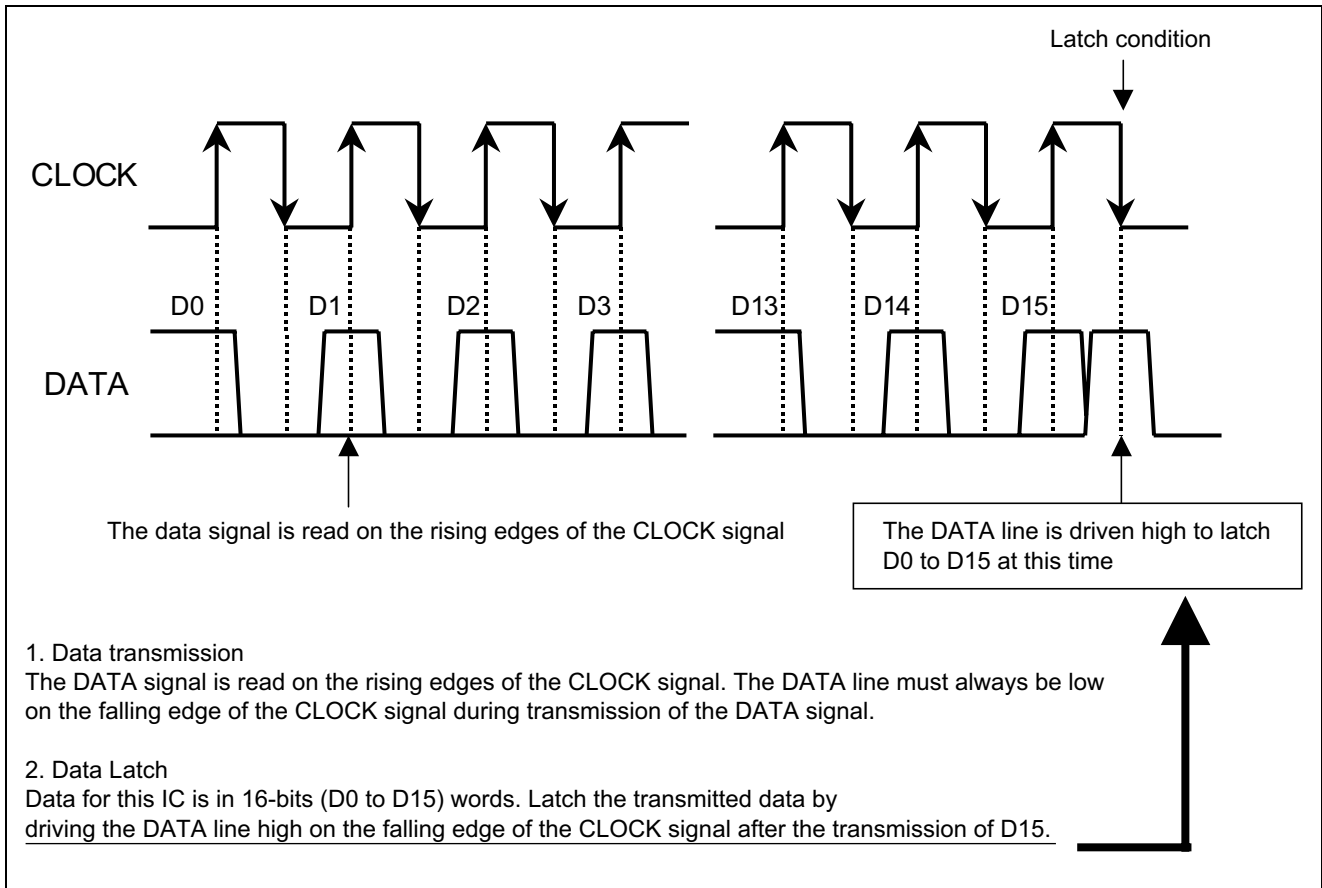 Latch condition
CLOCK
D0 D1 D2 D3 D13 D14 D15
DATA
The data signal is read on the rising edges of the CLOCK signal
The DATA line is driven high to latch
D0 to D15 at this time
1. Data transmission
The DATA signal is read on the rising edges of the CLOCK signal. The DATA line must always be low
on the falling edge of the CLOCK signal during transmission of the DATA signal.
2. Data Latch
Data for this IC is in 16-bits (D0 to D15) words. Latch the transmitted data by
driving the DATA line high on the falling edge of the CLOCK signal after the transmission of D15.